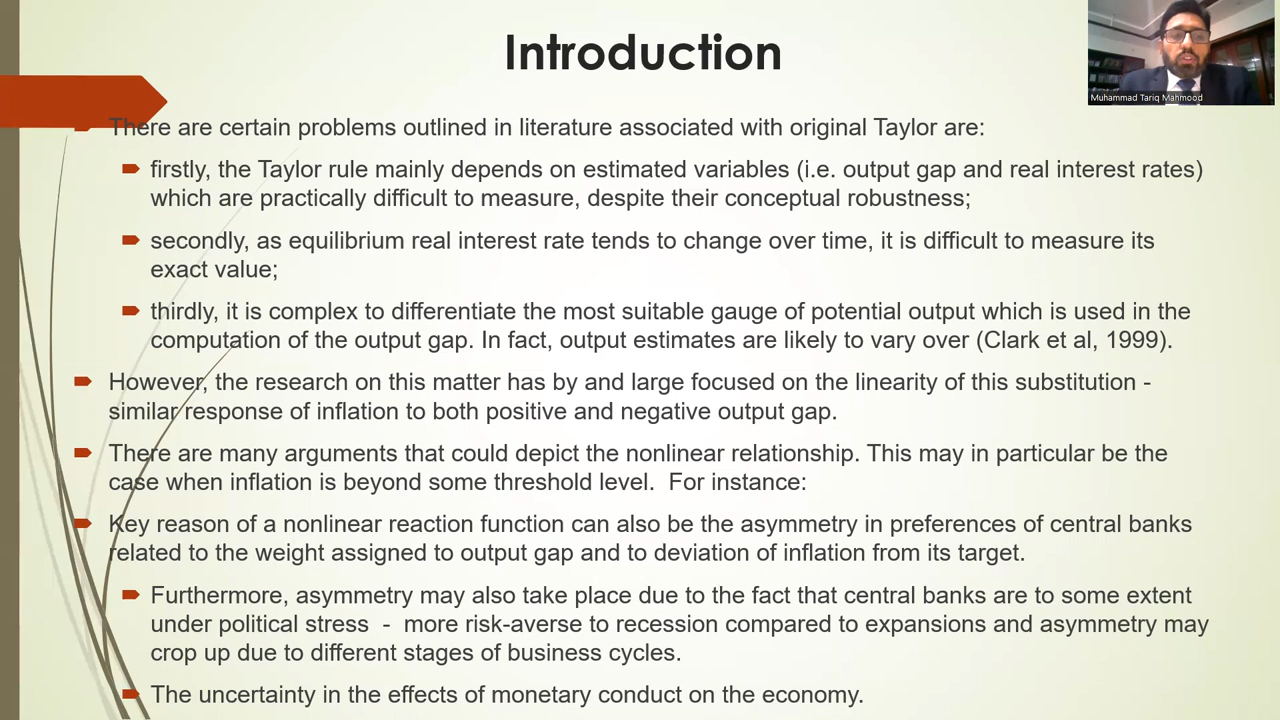 Introduction
Muhammad Tariq Mahmood
There are certain problems outlined in literature associated with original Taylor are:
firstly, the Taylor rule mainly depends on estimated variables (i.e. output gap and real interest rates)
which are practically difficult to measure, despite their conceptual robustness;
secondly, as equilibrium real interest rate tends to change over time, it is difficult to measure its
exact value;
thirdly, it is complex to differentiate the most suitable gauge of potential output which is used in the
computation of the output gap. In fact, output estimates are likely to vary over (Clark et al, 1999).
However, the research on this matter has by and large focused on the linearity of this substitution -
similar response of inflation to both positive and negative output gap.
There are many arguments that could depict the nonlinear relationship. This may in particular be the
case when inflation is beyond some threshold level.  For instance:
Key reason of a nonlinear reaction function can also be the asymmetry in preferences of central banks
related to the weight assigned to output gap and to deviation of inflation from its target.
Furthermore, asymmetry may also take place due to the fact that central banks are to some extent
under political stress  -  more risk-averse to recession compared to expansions and asymmetry may
crop up due to different stages of business cycles.
The uncertainty in the effects of monetary conduct on the economy.